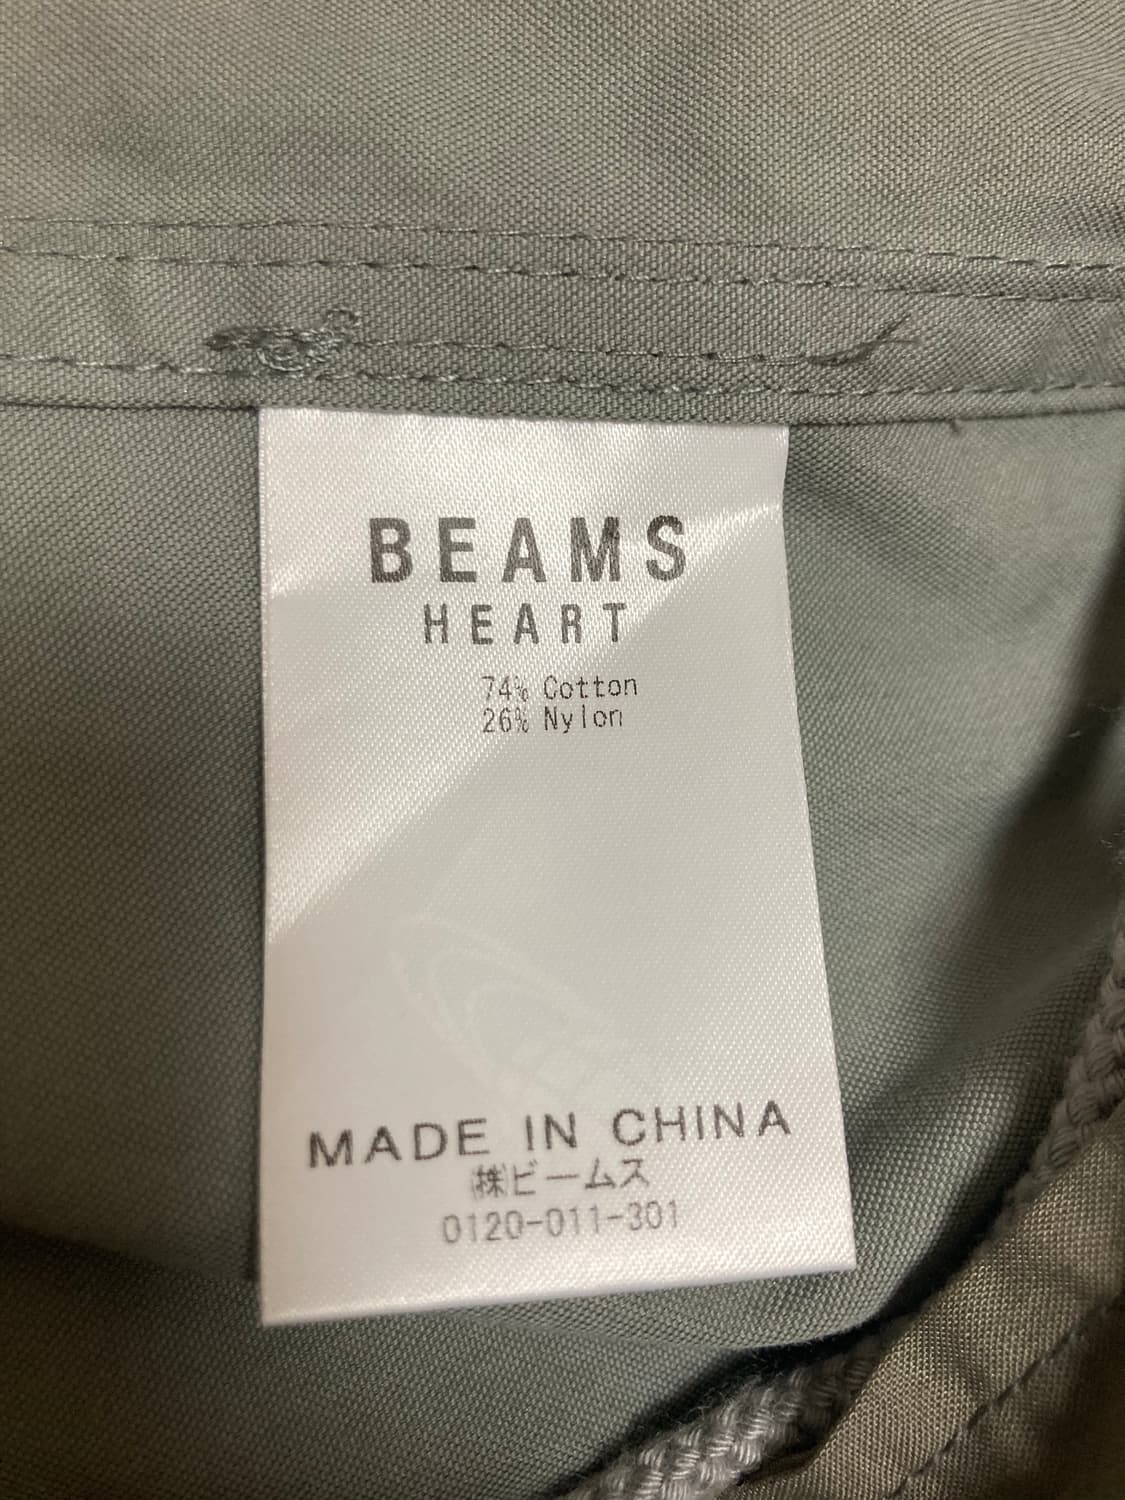 BEAMS
HEART
74% Cotton
26% Nylon
MADE IN CHINA
㈱ビームス
0120-011-301